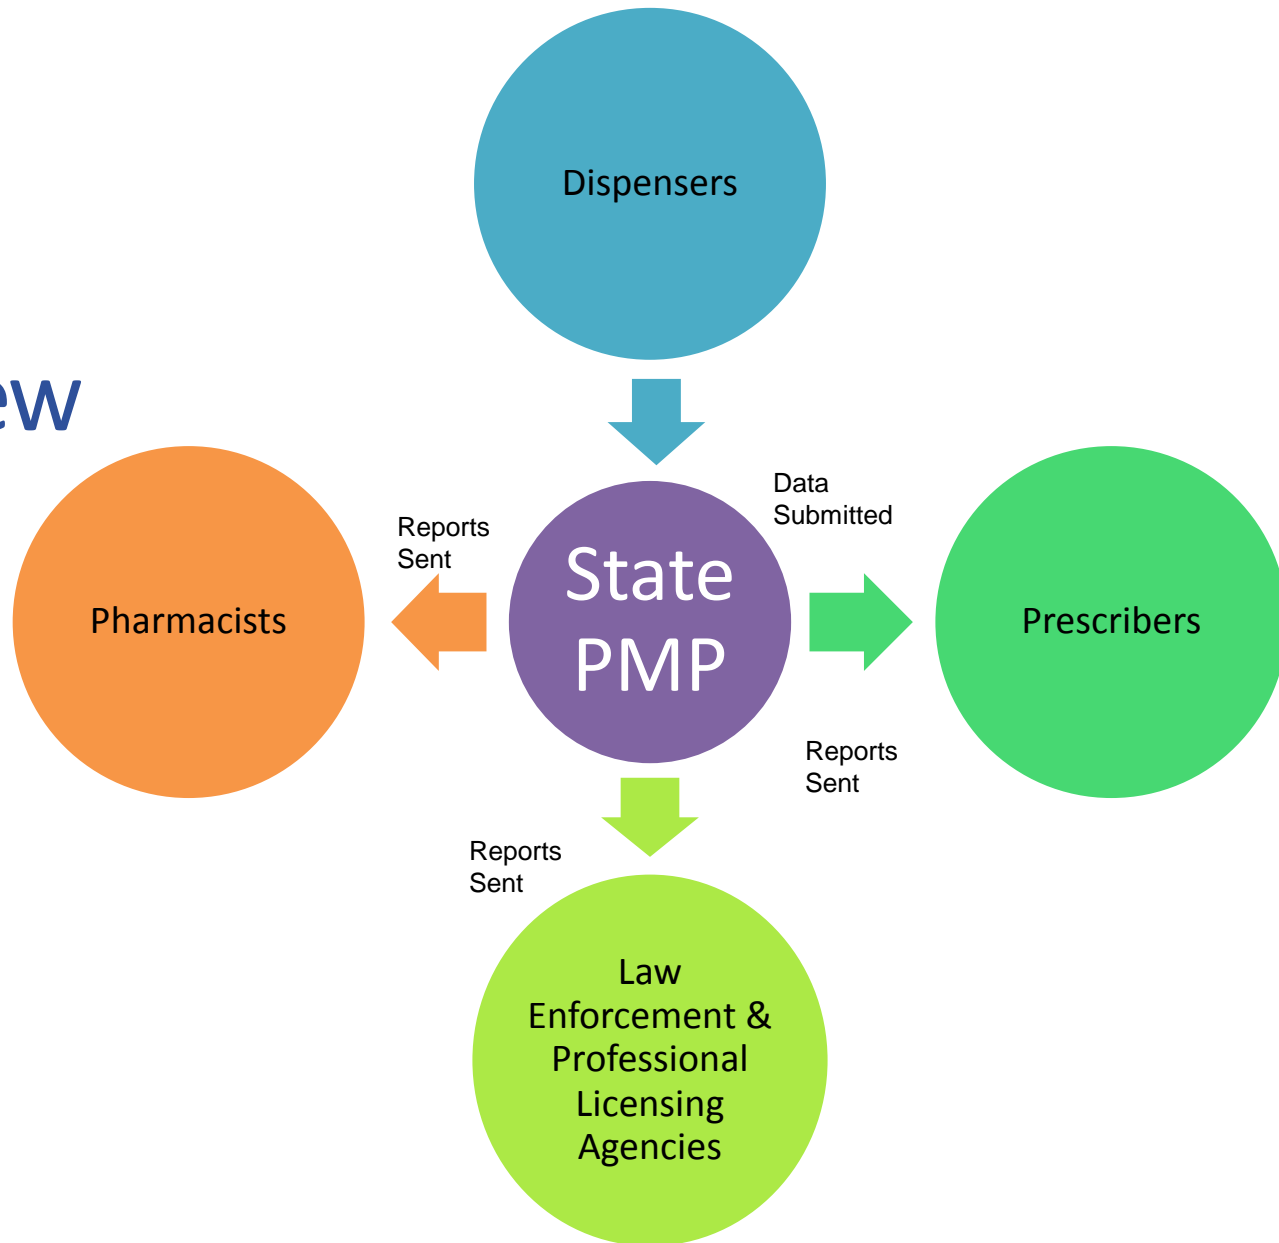 Dispensers
ew
Data
Submitted
Reports
Sent
State
PMP
Pharmacists
Prescribers
Reports
Sent
Reports
Sent
Law
Enforcement &
Professional
Licensing
Agencies